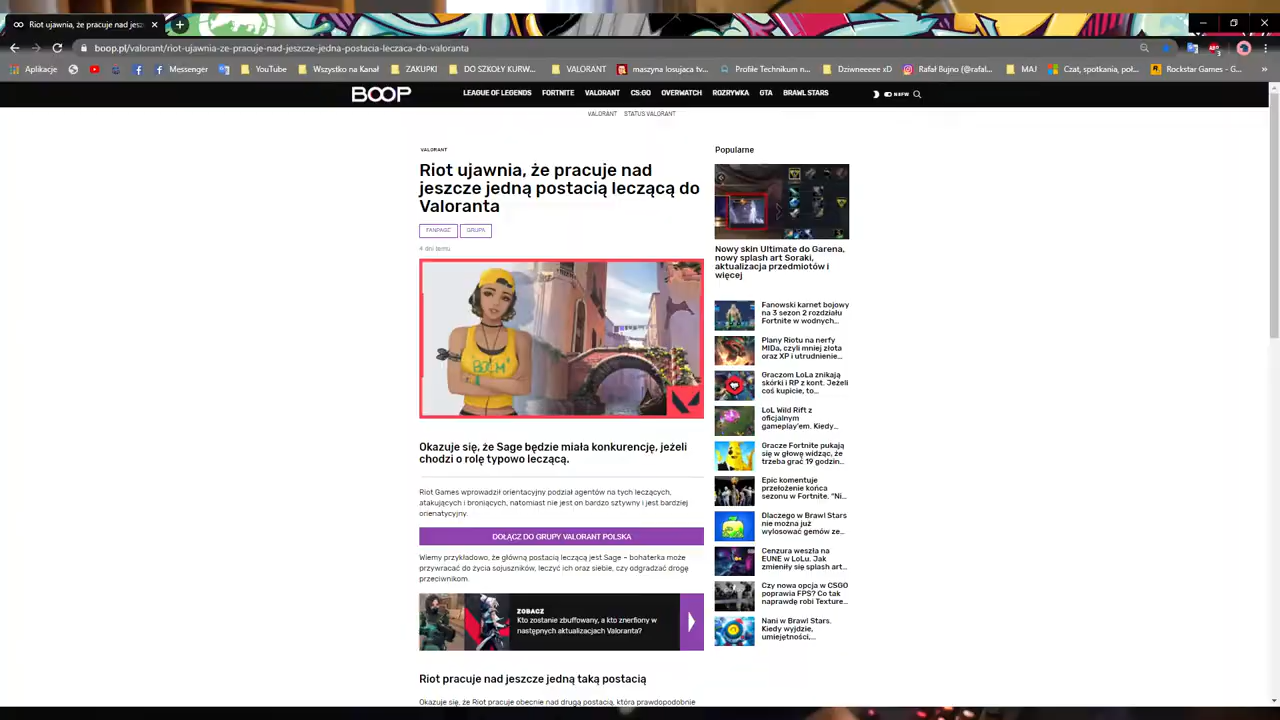 Riot ujawnia, że pracuje nad jesz
boop.pl/valorant/riot-ujawnia-ze-pracuje-nad-jeszcze-jedna-postacia-leczaca-do-valoranta
Aplikacje
Messenger
YouTube
Wszystko na Kanał
ZAKUPKI
DO SZKOŁY KURW...
VALORANT
maszyna losujaca tv...
Profile Technikum n...
Dziwneeeee xD
Rafał Bujno (@rafal...
MAJ
Czat, spotkania, poł...
Rockstar Games - G...
»
BOOP
LEAGUE OF LEGENDS FORTNITE VALORANT CS:GO OVERWATCH ROZRYWKA GTA BRAWL STARS
NSFW
VALORANT STATUS VALORANT
VALORANT
Riot ujawnia, że pracuje nad
jeszcze jedną postacią leczącą do
Valoranta
FANPAGE GRUPA
4 dni temu
BOOM
Okazuje się, że Sage będzie miała konkurencję, jeżeli
chodzi o rolę typowo leczącą.
Riot Games wprowadził orientacyjny podział agentów na tych leczących,
atakujących i broniących, natomiast nie jest on bardzo sztywny i jest bardziej
orienatycyjny.
DOŁĄCZ DO GRUPY VALORANT POLSKA
Wiemy przykładowo, że główną postacią leczącą jest Sage – bohaterka może
przywracać do życia sojuszników, leczyć ich oraz siebie, czy odgradzać drogę
przeciwnikom.
ZOBACZ
Kto zostanie zbuffowany, a kto znerfiony w
następnych aktualizacjach Valoranta?
Riot pracuje nad jeszcze jedną taką postacią
Okazuje się, że Riot pracuje obecnie nad drugą postacią, która prawdopodobnie
Popularne
Nowy skin Ultimate do Garena,
nowy splash art Soraki,
aktualizacja przedmiotów i
więcej
Fanowski karnet bojowy
na 3 sezon 2 rozdziału
Fortnite w wodnych...
Plany Riotu na nerfy
MIDa, czyli mniej złota
oraz XP i utrudnienie...
Graczom LoLa znikają
skórki i RP z kont. Jeżeli
coś kupicie, to...
LoL Wild Rift z
oficjalnym
gameplay'em. Kiedy...
Gracze Fortnite pukają
się w głowę widząc, że
trzeba grać 19 godzin...
Epic komentuje
przełożenie końca
sezonu w Fortnite. "Ni...
Dlaczego w Brawl Stars
nie można już
wylosować gemów ze...
Cenzura weszła na
EUNE w LoLu. Jak
zmieniły się splash art...
Czy nowa opcja w CSGO
poprawia FPS? Co tak
naprawdę robi Texture...
Nani w Brawl Stars.
Kiedy wyjdzie,
umiejętności,...